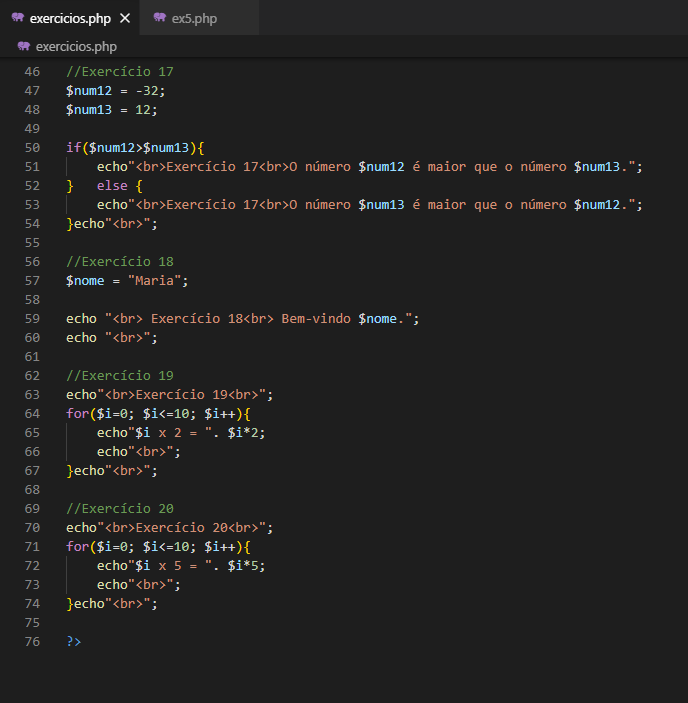 exercicios.php ex5.php
exercicios.php
46 //Exercício 17
47 $num12 = -32;
48 $num13 = 12;
49
50 if($num12>$num13){
51     echo"<br>Exercício 17<br>O número $num12 é maior que o número $num13.";
52 }   else {
53     echo"<br>Exercício 17<br>O número $num13 é maior que o número $num12.";
54 }echo"<br>";
55
56 //Exercício 18
57 $nome = "Maria";
58
59 echo "<br> Exercício 18<br> Bem-vindo $nome.";
60 echo "<br>";
61
62 //Exercício 19
63 echo"<br>Exercício 19<br>";
64 for($i=0; $i<=10; $i++){
65     echo"$i x 2 = ". $i*2;
66     echo"<br>";
67 }echo"<br>";
68
69 //Exercício 20
70 echo"<br>Exercício 20<br>";
71 for($i=0; $i<=10; $i++){
72     echo"$i x 5 = ". $i*5;
73     echo"<br>";
74 }echo"<br>";
75
76 ?>